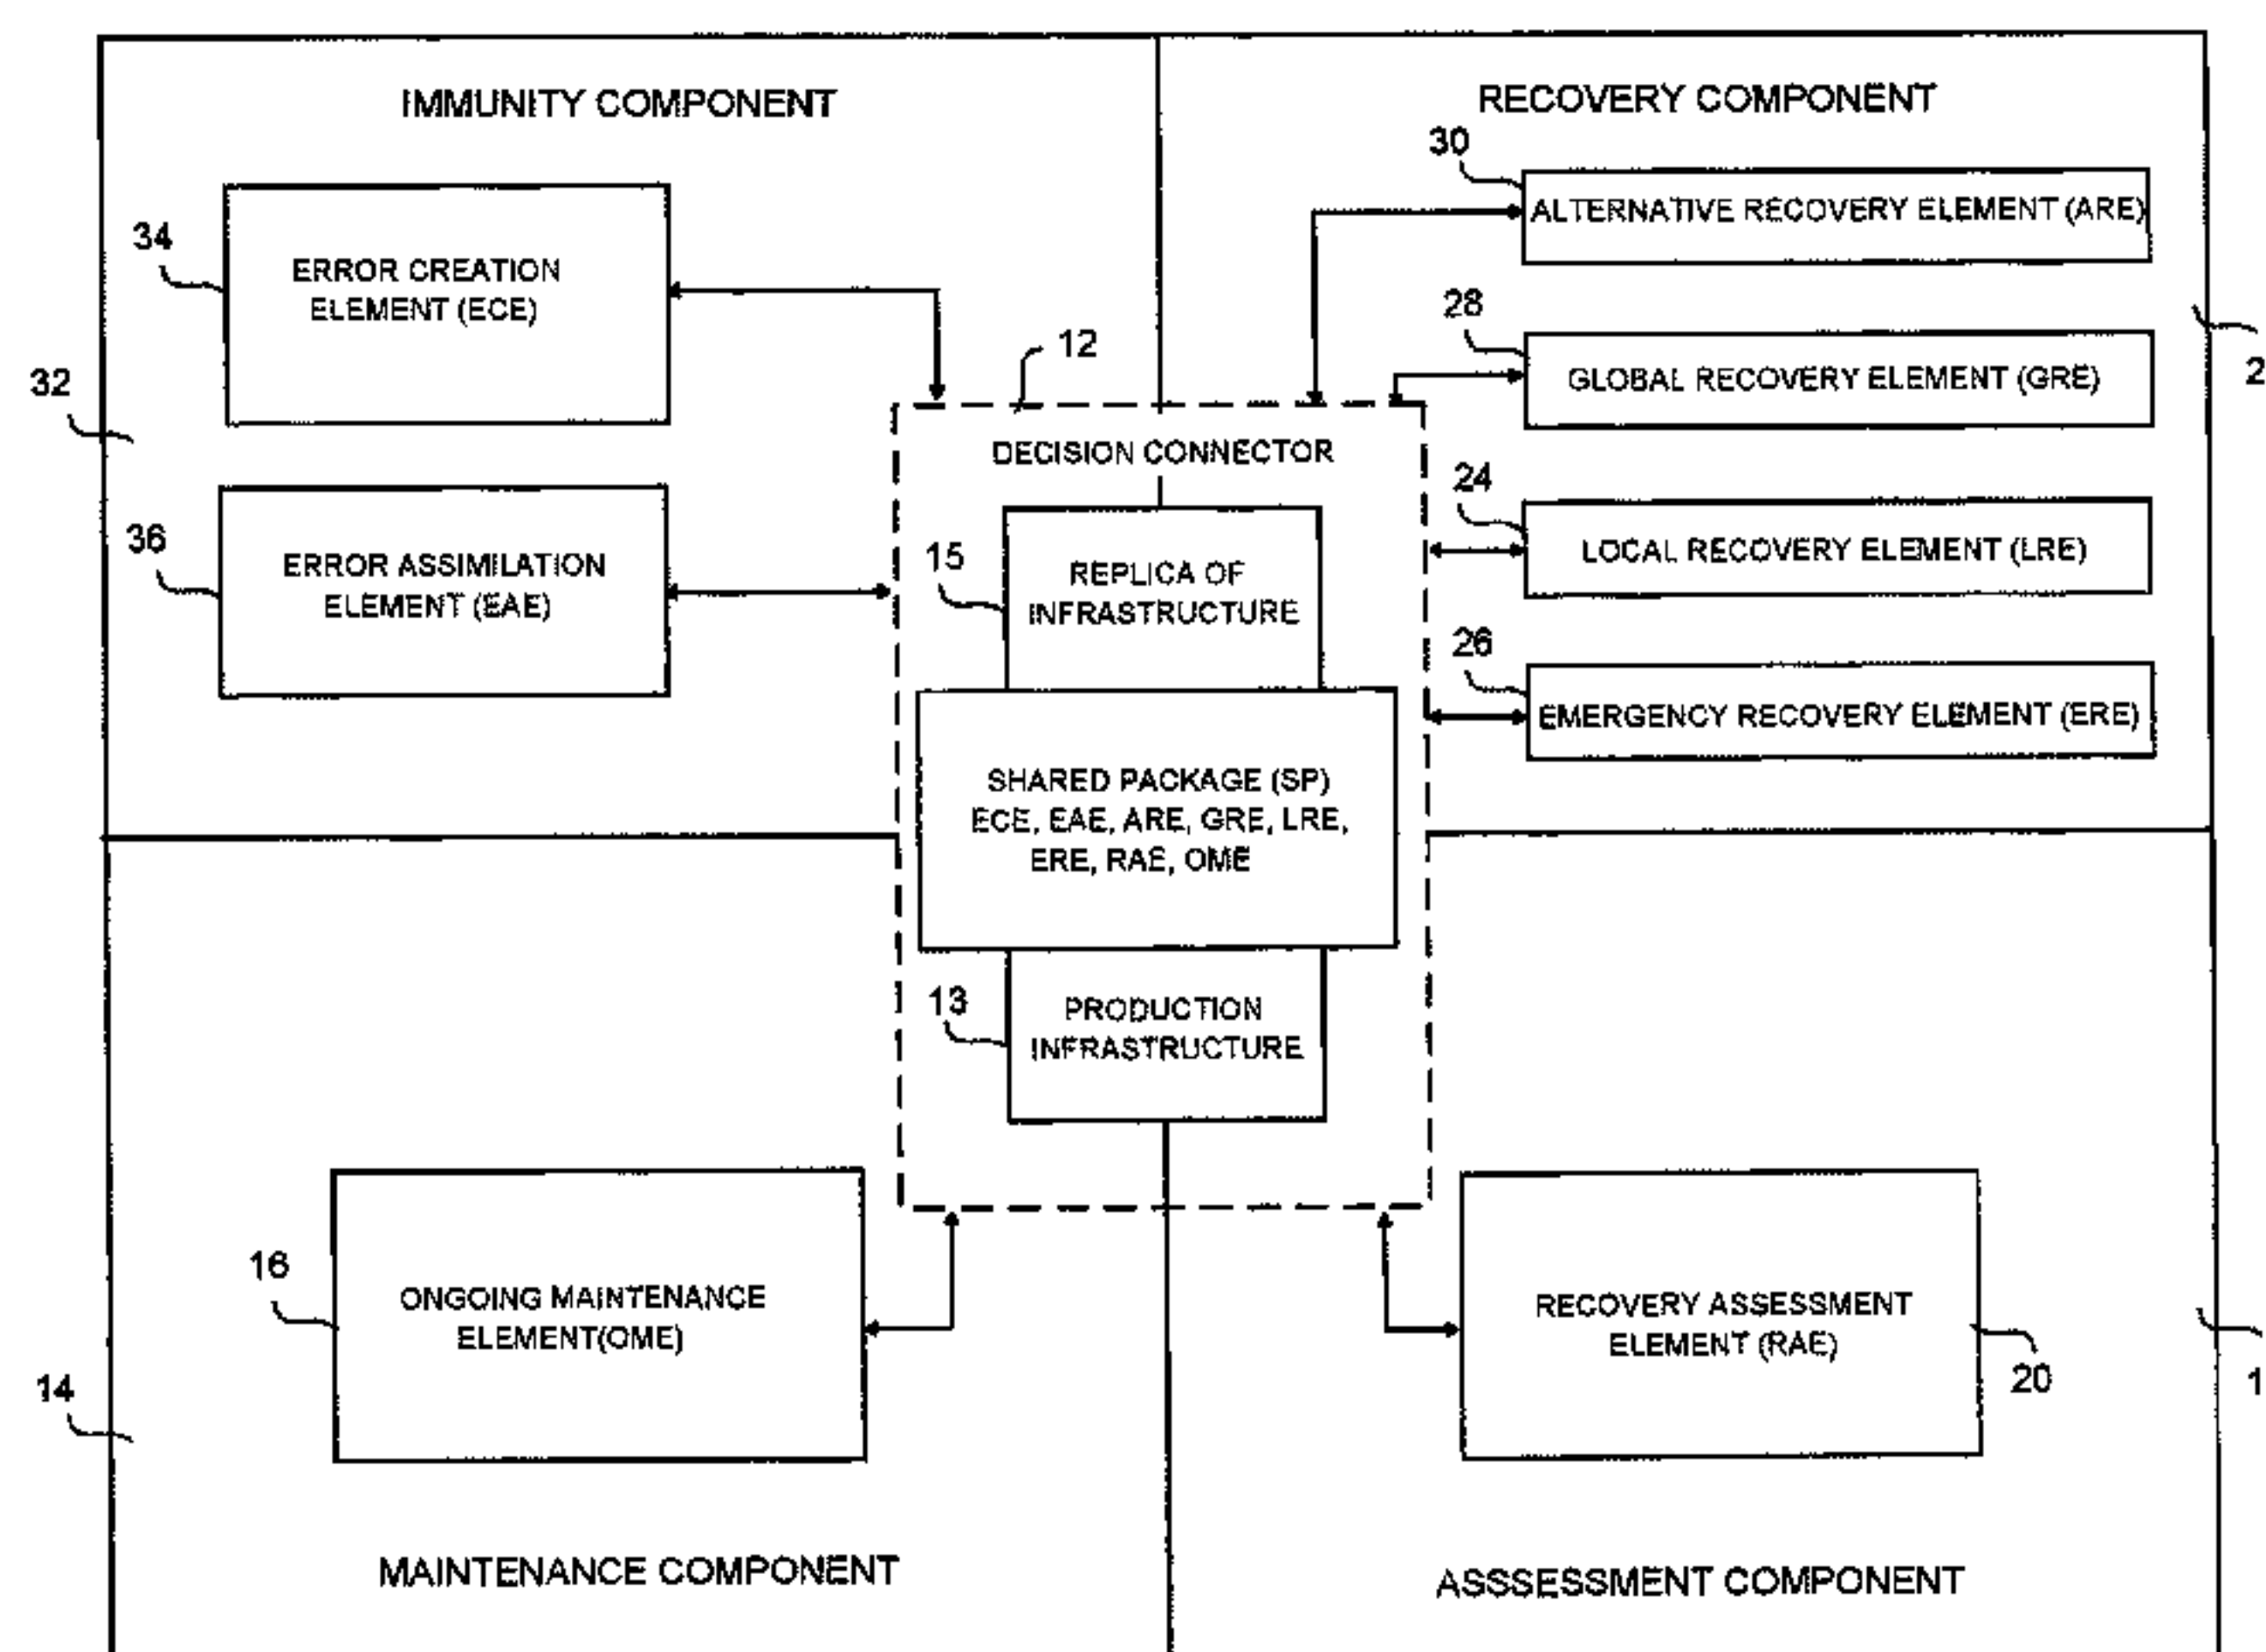 IMMUNITY COMPONENT
RECOVERY COMPONENT
30
ALTERNATIVE RECOVERY ELEMENT (ARE)
34
ERROR CREATION
ELEMENT (ECE)
28
GLOBAL RECOVERY ELEMENT (GRE)
2
12
32
DECISION CONNECTOR
24
LOCAL RECOVERY ELEMENT (LRE)
36
ERROR ASSIMILATION
ELEMENT (EAE)
15
REPLICA OF
INFRASTRUCTURE
26
EMERGENCY RECOVERY ELEMENT (ERE)
SHARED PACKAGE (SP)
ECE, EAE, ARE, GRE, LRE,
ERE, RAE, OME
13
PRODUCTION
INFRASTRUCTURE
16
ONGOING MAINTENANCE
ELEMENT(OME)
RECOVERY ASSESSMENT
ELEMENT (RAE)
20
14
1
MAINTENANCE COMPONENT
ASSSESSMENT COMPONENT